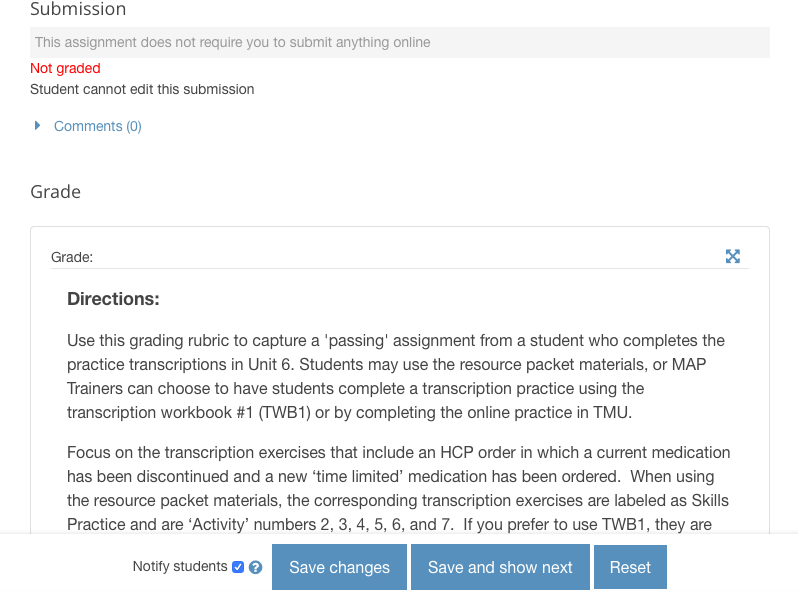 Submission
This assignment does not require you to submit anything online
Not graded
Student cannot edit this submission
Comments (0)
Grade
Grade:
Directions:
Use this grading rubric to capture a 'passing' assignment from a student who completes the
practice transcriptions in Unit 6. Students may use the resource packet materials, or MAP
Trainers can choose to have students complete a transcription practice using the
transcription workbook #1 (TWB1) or by completing the online practice in TMU.
Focus on the transcription exercises that include an HCP order in which a current medication
has been discontinued and a new ‘time limited’ medication has been ordered.  When using
the resource packet materials, the corresponding transcription exercises are labeled as Skills
Practice and are ‘Activity’ numbers 2, 3, 4, 5, 6, and 7.  If you prefer to use TWB1, they are
Notify students ? Save changes Save and show next Reset